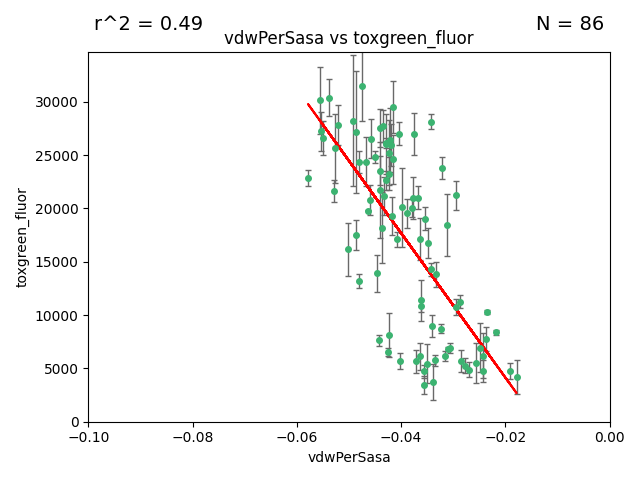 r^2 = 0.49 N = 86
vdwPerSasa vs toxgreen_fluor
30000
25000
20000
15000
10000
5000
0
toxgreen_fluor
−0.10 −0.08 −0.06 −0.04 −0.02 0.00
vdwPerSasa